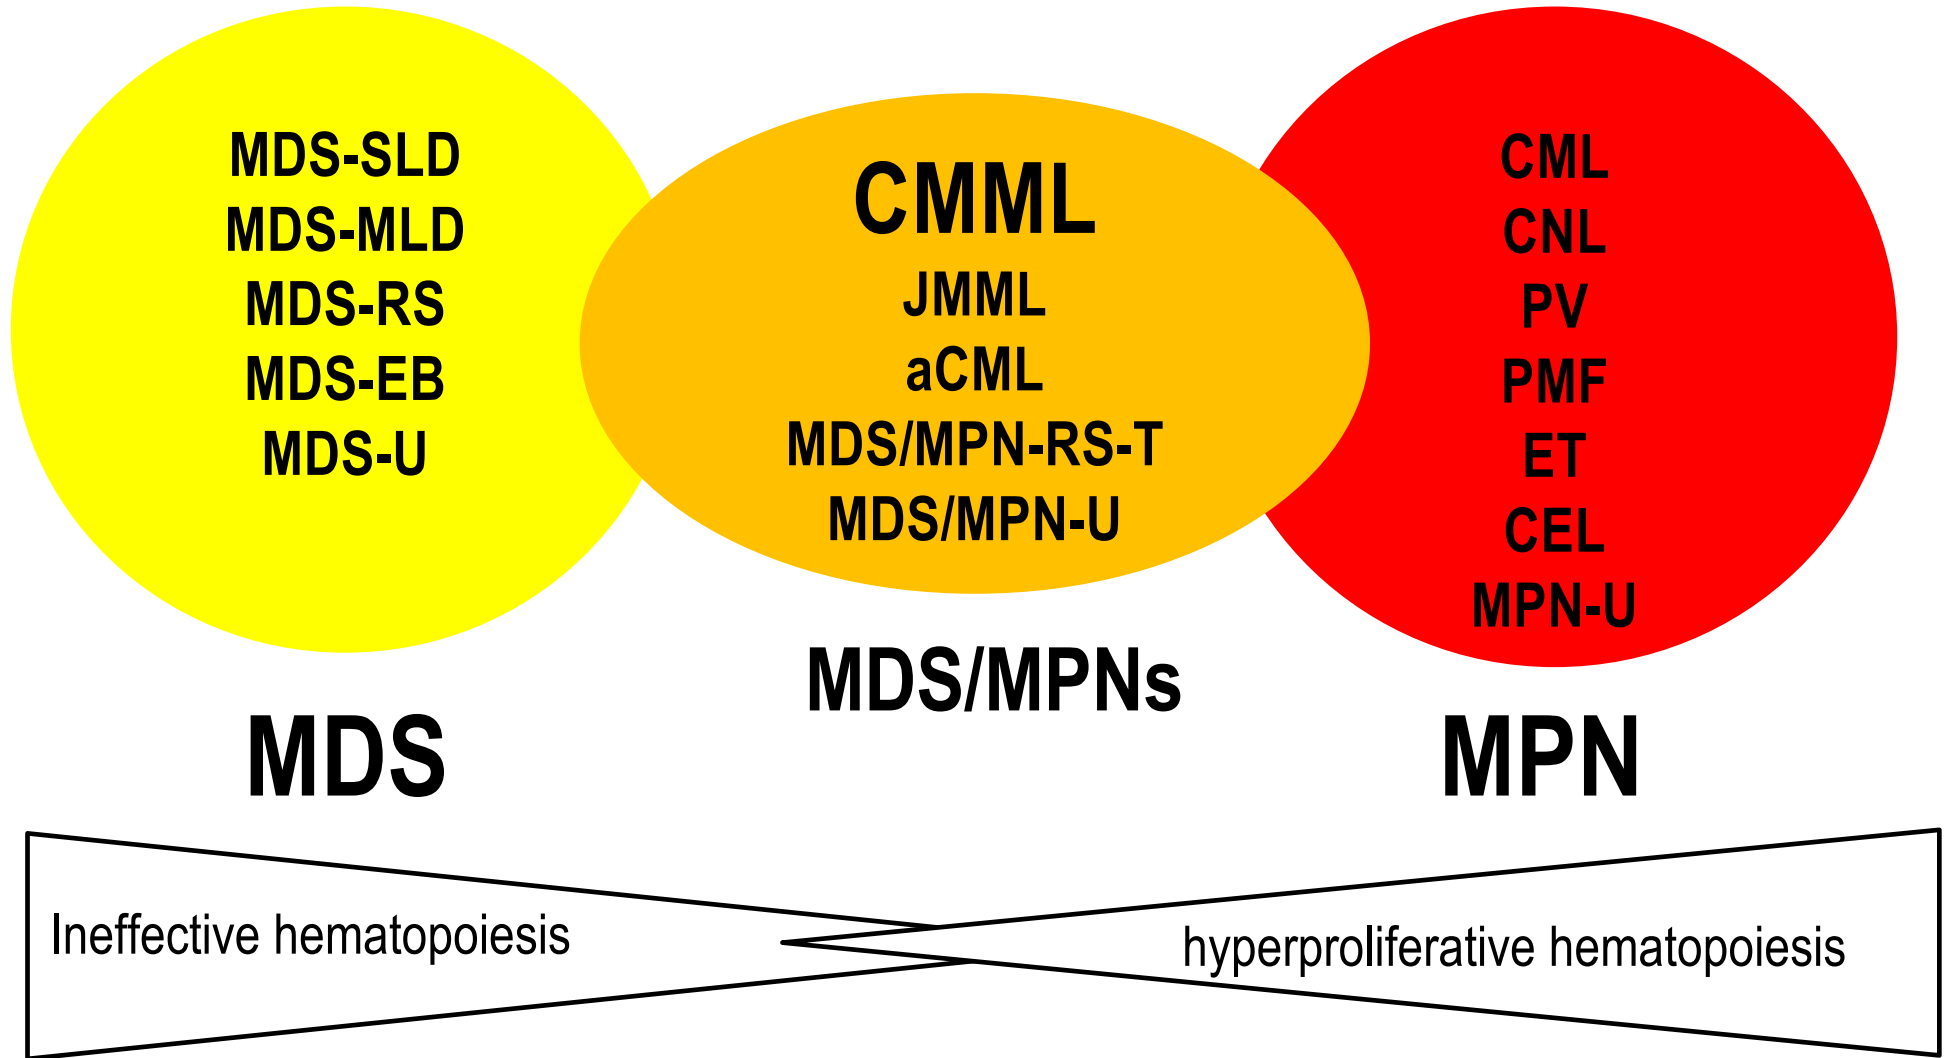 MDS-SLD
MDS-MLD
MDS-RS
MDS-EB
MDS-U
CMML
JMML
aCML
MDS/MPN-RS-T
MDS/MPN-U
CML
CNL
PV
PMF
ET
CEL
MPN-U
MDS
MDS/MPNs
MPN
Ineffective hematopoiesis
hyperproliferative hematopoiesis